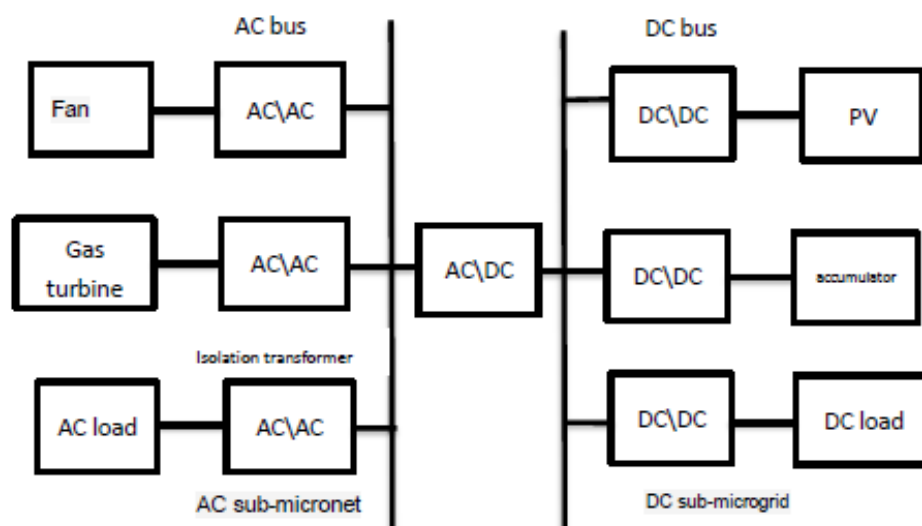 AC bus
DC bus
Fan
AC\AC
DC\DC
PV
Gas
turbine
AC\AC
AC\DC
DC\DC
accumulator
Isolation transformer
AC load
AC\AC
DC\DC
DC load
AC sub-micronet
DC sub-microgrid